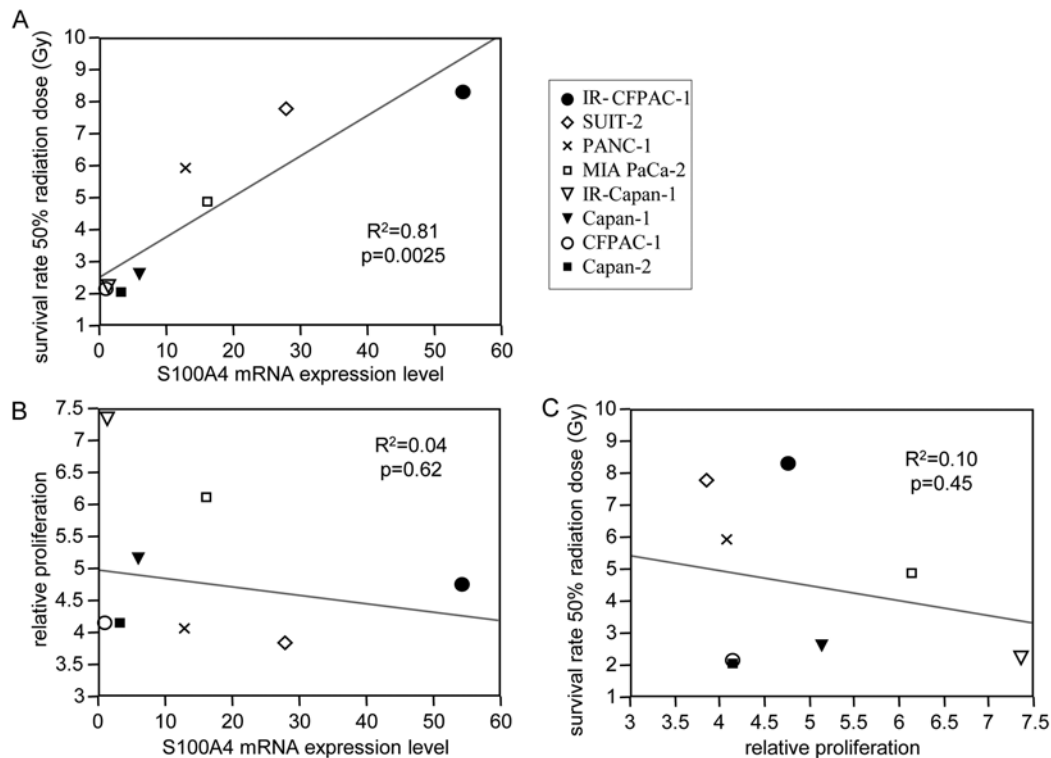 A
survival rate 50% radiation dose (Gy)
10
9
8
7
6
5
4
3
2
1
R²=0.81
p=0.0025
0 10 20 30 40 50 60
S100A4 mRNA expression level
IR-CFPAC-1
SUIT-2
PANC-1
MIA PaCa-2
IR-Capan-1
Capan-1
CFPAC-1
Capan-2
B
relative proliferation
7.5
7
6.5
6
5.5
5
4.5
4
3.5
3
R²=0.04
p=0.62
0 10 20 30 40 50 60
S100A4 mRNA expression level
C
survival rate 50% radiation dose (Gy)
10
9
8
7
6
5
4
3
2
1
R²=0.10
p=0.45
3 3.5 4 4.5 5 5.5 6 6.5 7 7.5
relative proliferation